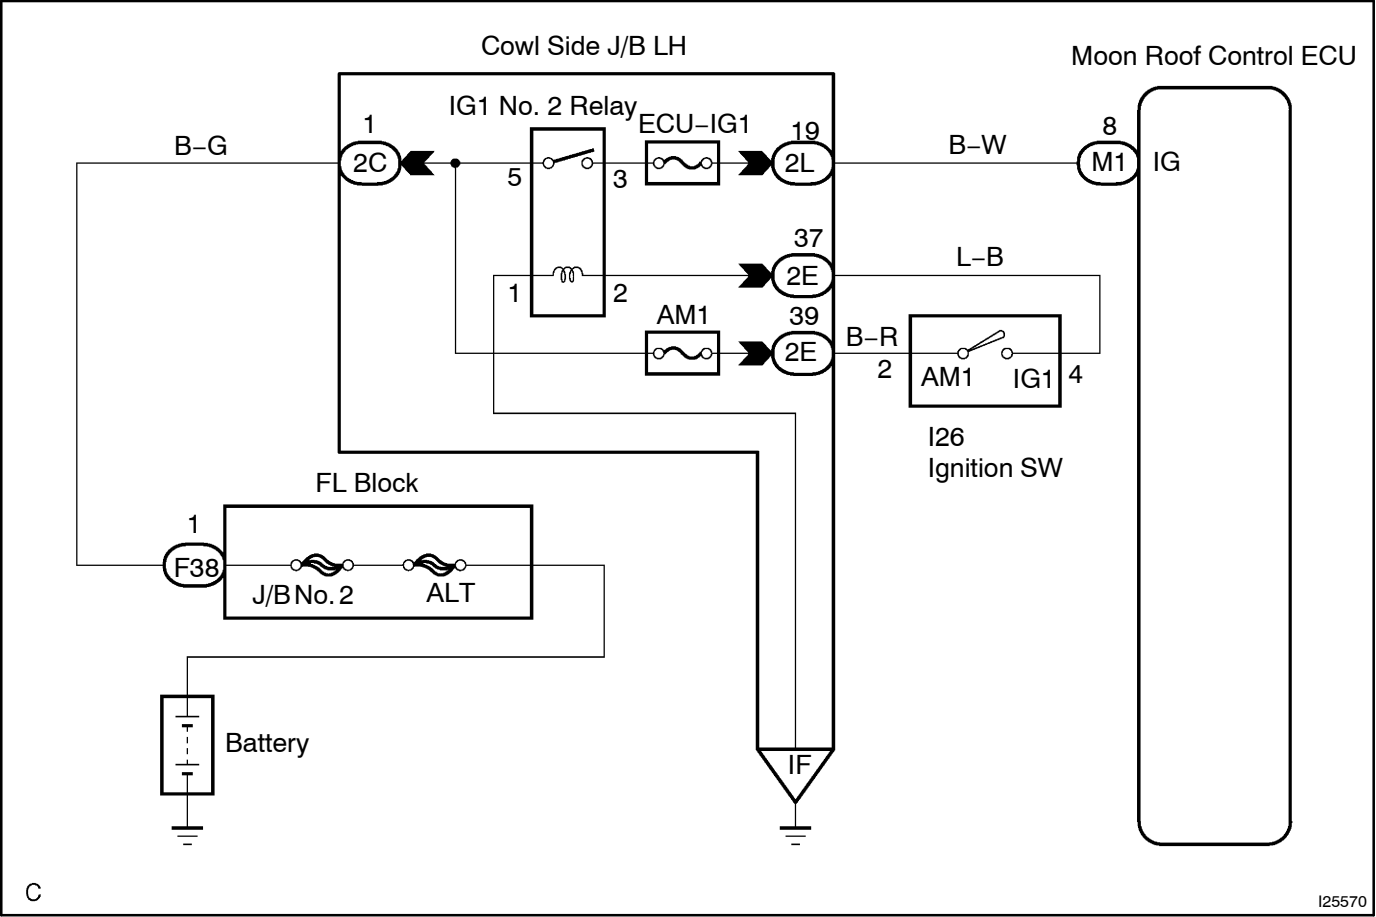 Cowl Side J/B LH
Moon Roof Control ECU
IG1 No. 2 Relay
ECU-IG1
1
19
8
B-G
2C
5
3
2L
B-W
M1
IG
37
L-B
1
2
2E
AM1
39
B-R
2E
2
AM1
IG1
4
I26
Ignition SW
FL Block
1
F38
J/B No. 2
ALT
Battery
IF
C
I25570